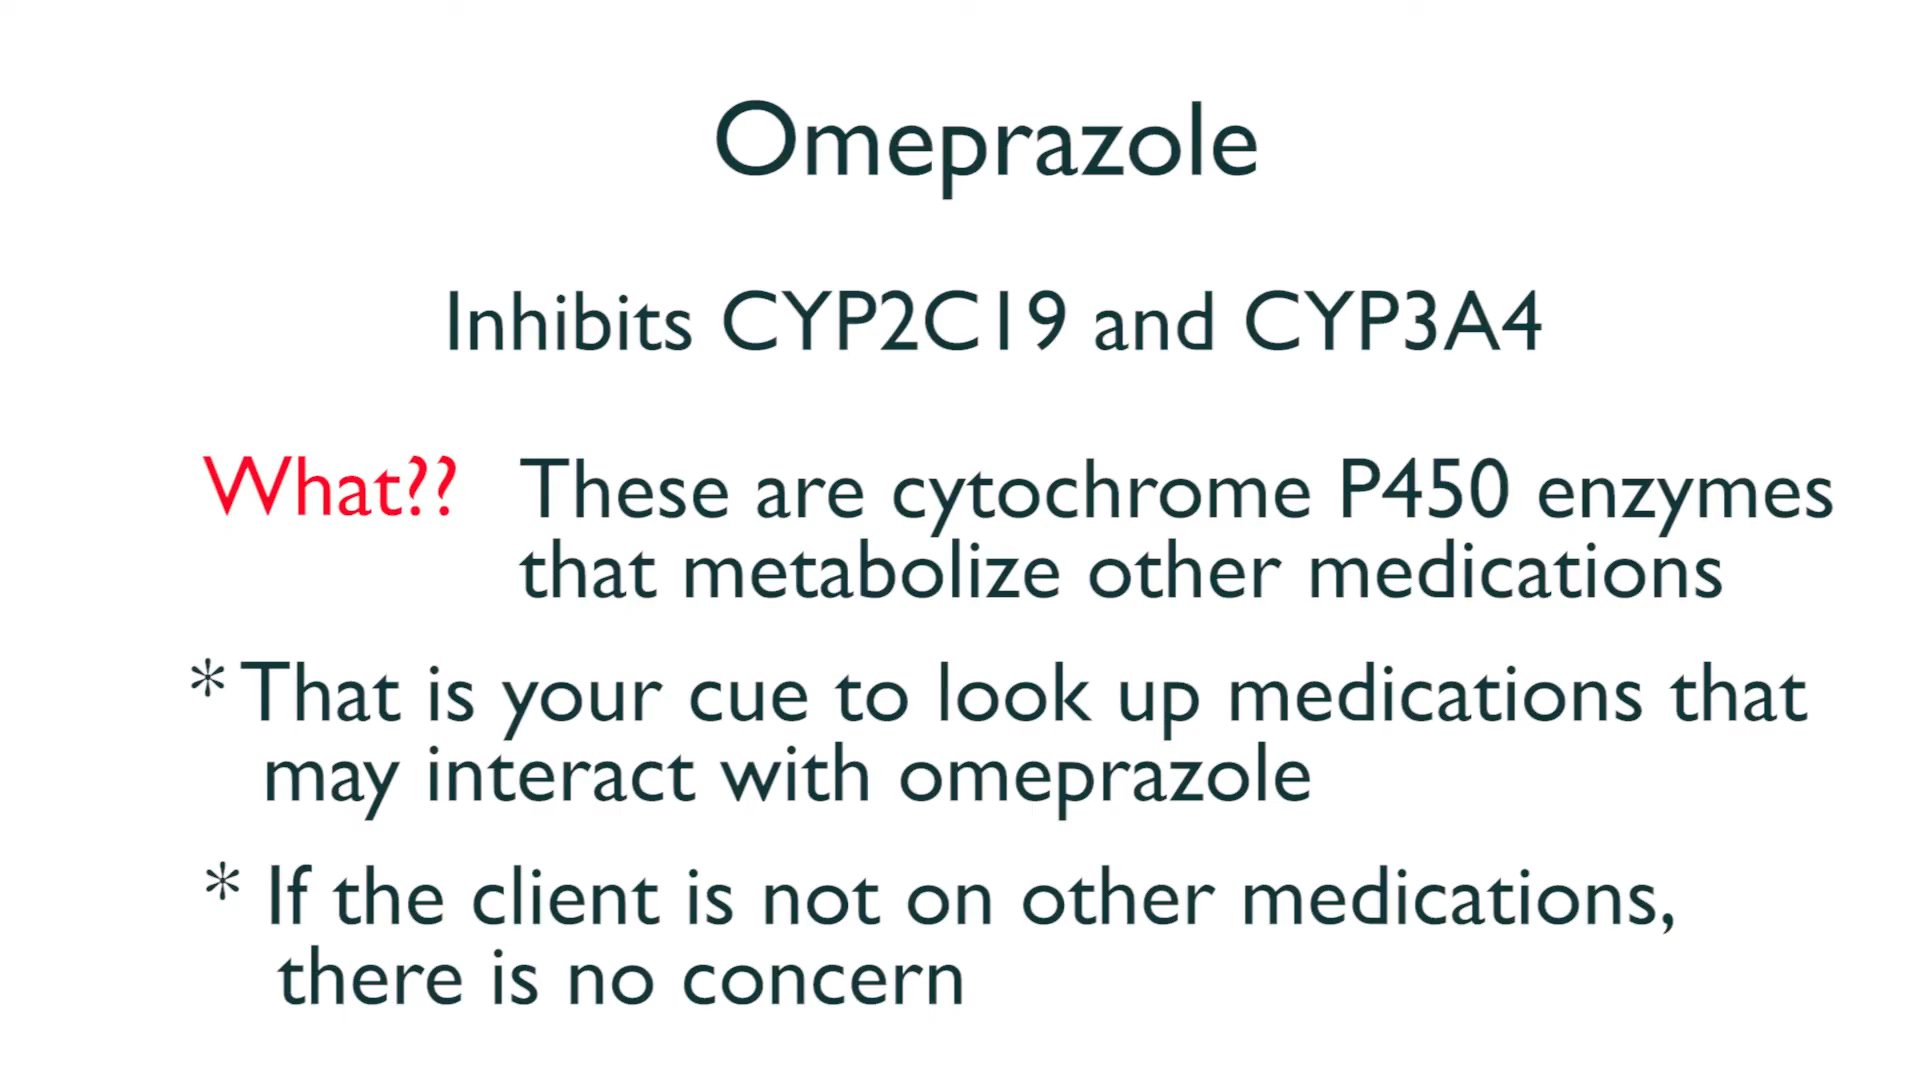 Omeprazole
Inhibits CYP2C19 and CYP3A4
What?? These are cytochrome P450 enzymes
that metabolize other medications
* That is your cue to look up medications that
may interact with omeprazole
* If the client is not on other medications,
there is no concern